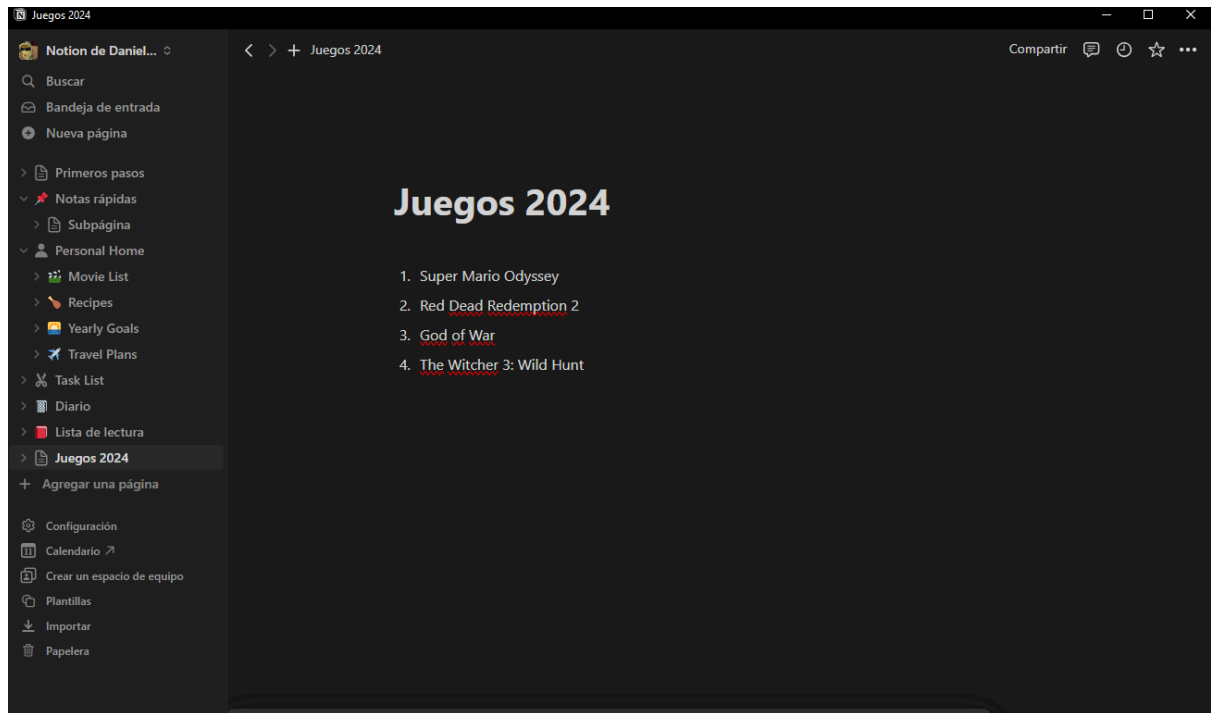 Juegos 2024
Notion de Daniel...
Buscar
Bandeja de entrada
Nueva página
Primeros pasos
Notas rápidas
Subpágina
Personal Home
Movie List
Recipes
Yearly Goals
Travel Plans
Task List
Diario
Lista de lectura
Juegos 2024
Agregar una página
Configuración
11
Calendario ↗
Crear un espacio de equipo
Plantillas
Importar
Papelera
Juegos 2024
Compartir
Juegos 2024
1. Super Mario Odyssey
2. Red Dead Redemption 2
3. God of War
4. The Witcher 3: Wild Hunt